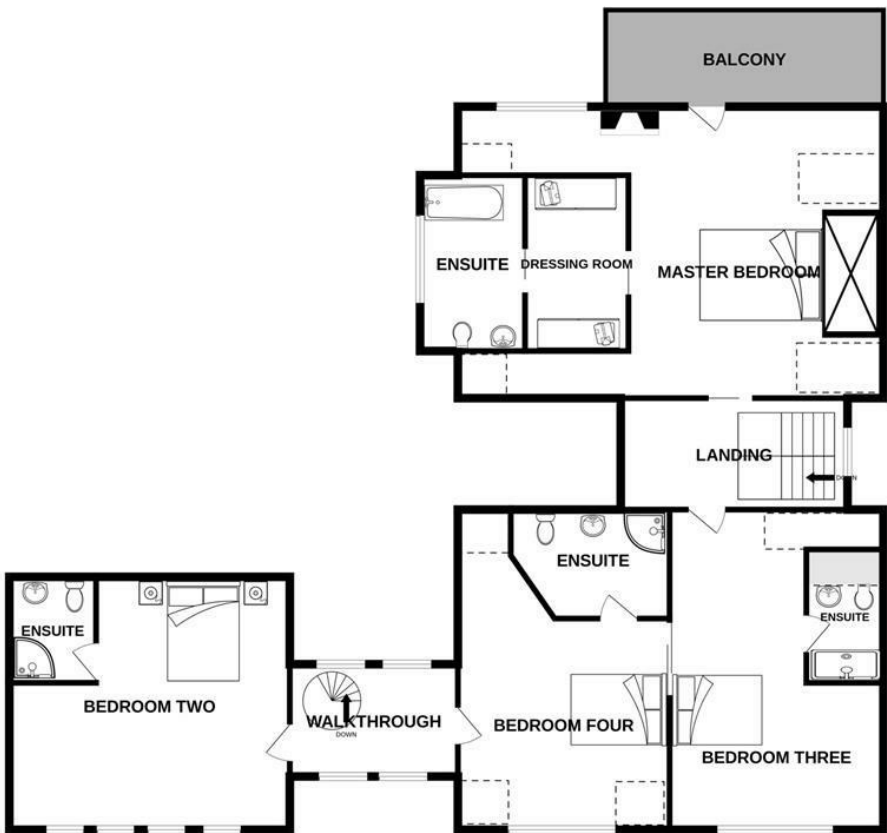 BALCONY
ENSUITE
DRESSING ROOM
MASTER BEDROOM
LANDING
DOWN
ENSUITE
ENSUITE
ENSUITE
BEDROOM TWO
WALKTHROUGH
DOWN
BEDROOM FOUR
BEDROOM THREE